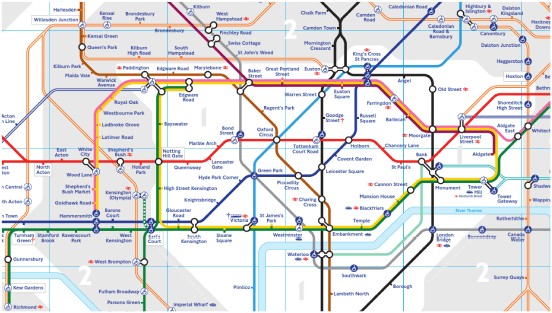 Harlesden
Willesden Junction
Kensal
Rise
Brondesbury
Park
Brondesbury
Kensal Green
Queen's Park
Kilburn Park
Maida Vale
Warwick
Avenue
Kilburn
High Road
South
Hampstead
West
Hampstead
Finchley Road
Swiss Cottage
St. John's Wood
Paddington
Edgware Road
Marylebone
Baker
Street
Great Portland
Street
Edgware
Road
Chalk Farm
Camden Town
Mornington
Crescent
Euston
Camden
Road
Caledonian Road
King's Cross
St Pancras
Caledonian
Road &
Barnsbury
Highbury &
Islington
Canonbury
Dalston
Kingsland
Dalston Junction
Haggerston
Hoxton
Shoreditch
High Street
Angel
Old Street
Warren Street
Euston
Square
Farringdon
Barbican
Moorgate
Liverpool
Street
Aldgate
East
Aldgate
Royal Oak
Westbourne Park
Ladbroke Grove
Latimer Road
Bayswater
Regent's Park
Goodge
Street
Russell
Square
Bond
Street
Oxford
Circus
Tottenham
Court Road
Holborn
Chancery Lane
St Paul's
Bank
East
Acton
White
City
Shepherd's
Bush
Holland
Park
Notting
Hill Gate
Queensway
Lancaster
Gate
Marble Arch
Covent Garden
Leicester Square
North
Acton
Wood Lane
Shepherd's
Bush Market
Goldhawk Road
Hammersmith
Kensington
(Olympia)
High Street Kensington
Hyde Park Corner
Green Park
Piccadilly
Circus
Knightsbridge
Charing
Cross
Cannon Street
Mansion House
Blackfriars
Temple
Monument
Tower
Hill
Tower
Gateway
Shadwell
Wapping
Rotherhithe
River Thames
Barons
Court
Turnham
Green
Stamford
Brook
Ravenscourt
Park
West
Kensington
Earl's
Court
South
Kensington
Sloane
Square
Victoria
St James's
Park
Westminster
Embankment
Waterloo
Southwark
London
Bridge
Bermondsey
Canada
Water
Surrey Quays
Gunnersbury
Kew Gardens
Richmond
West Brompton
Fulham Broadway
Parsons Green
Imperial Wharf
Pimlico
Lambeth North
Borough
2
1
2
1
2